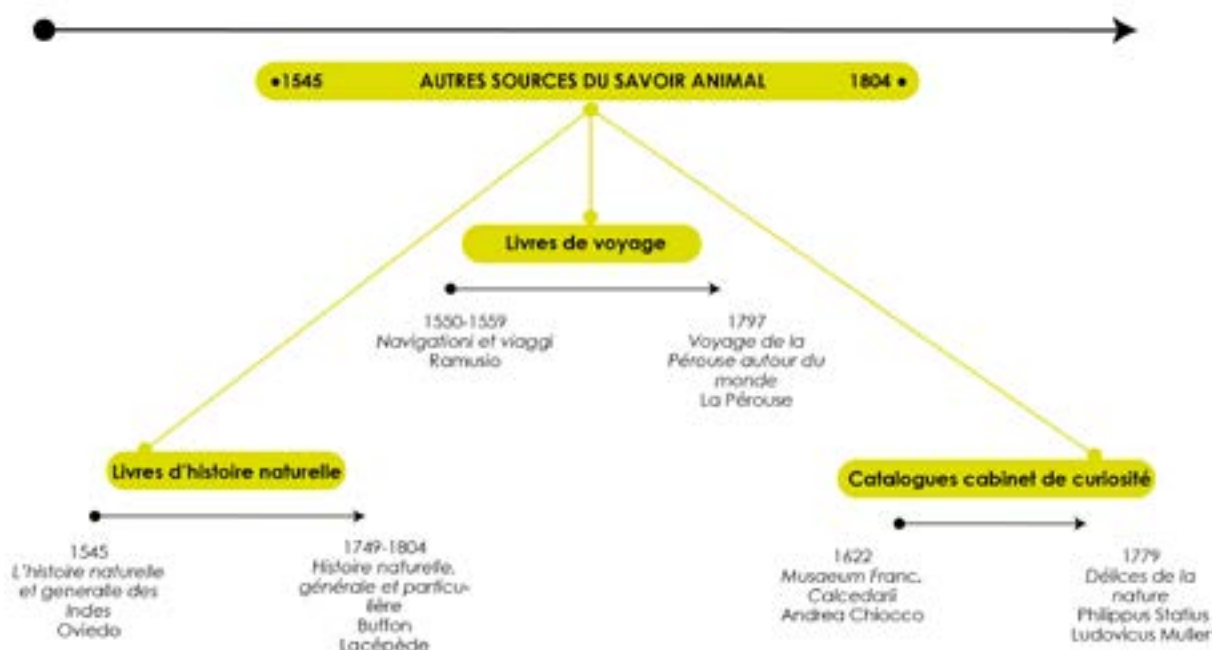 •1545 AUTRES SOURCES DU SAVOIR ANIMAL 1804 •
Livres de voyage
1550-1559
Navigationi et viaggi
Ramusio
1797
Voyage de la
Pérouse autour du
monde
La Pérouse
Livres d'histoire naturelle
1545
L'histoire naturelle
et generalle des
Indes
Oviedo
1749-1804
Histoire naturelle,
générale et particu-
lière
Buffon
Lacépède
Catalogues cabinet de curiosité
1622
Musaeum Franc.
Calcedarii
Andrea Chiocco
1779
Délices de la
nature
Philippus Statius
Ludovicus Muller